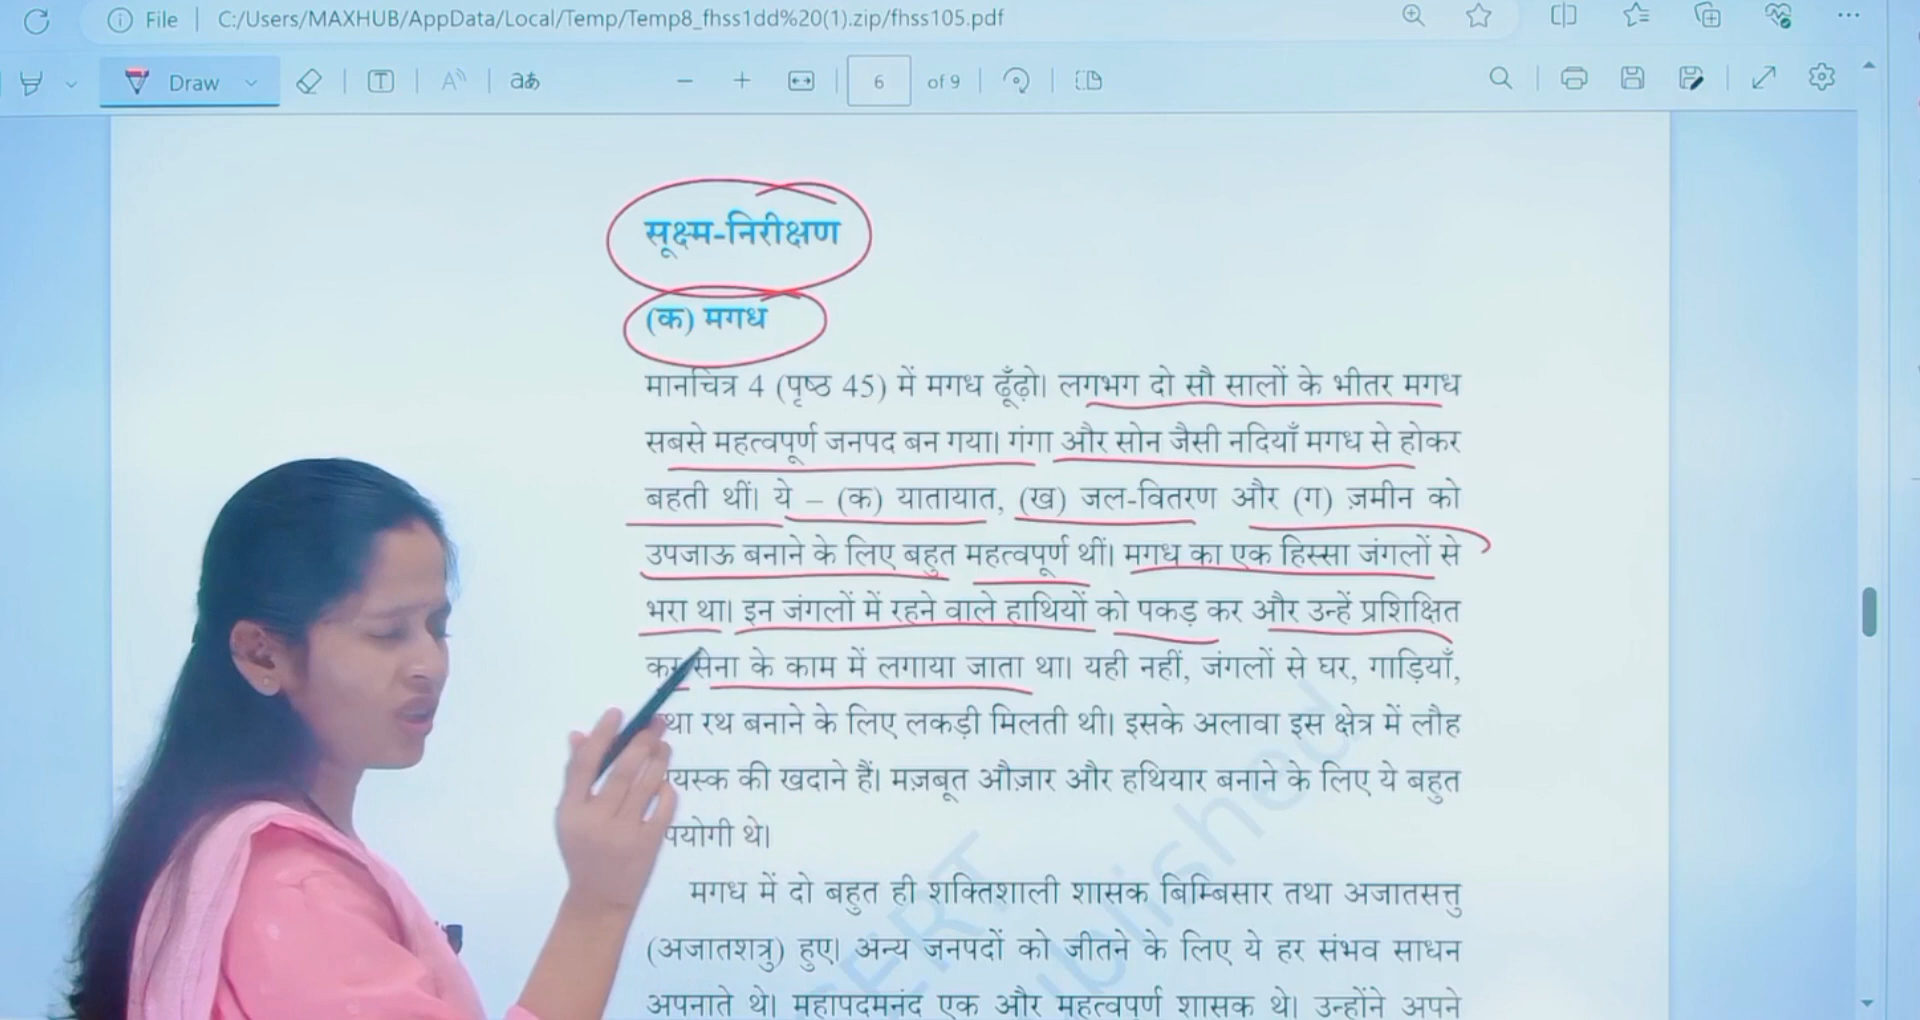 File | C:/Users/MAXHUB/AppData/Local/Temp/Temp8_fhss1dd%20(1).zip/fhss105.pdf
Draw
T
A
aあ
6
of 9
सूक्ष्म-निरीक्षण
(क) मगध
मानचित्र 4 (पृष्ठ 45) में मगध ढूँढ़ो। लगभग दो सौ सालों के भीतर मगध
सबसे महत्वपूर्ण जनपद बन गया। गंगा और सोन जैसी नदियाँ मगध से होकर
बहती थीं। ये – (क) यातायात, (ख) जल-वितरण और (ग) ज़मीन को
उपजाऊ बनाने के लिए बहुत महत्वपूर्ण थीं। मगध का एक हिस्सा जंगलों से
भरा था। इन जंगलों में रहने वाले हाथियों को पकड़ कर और उन्हें प्रशिक्षित
कर सेना के काम में लगाया जाता था। यही नहीं, जंगलों से घर, गाड़ियाँ,
रथ बनाने के लिए लकड़ी मिलती थी। इसके अलावा इस क्षेत्र में लौह
की खदाने हैं। मज़बूत औज़ार और हथियार बनाने के लिए ये बहुत
थे।
मगध में दो बहुत ही शक्तिशाली शासक बिम्बिसार तथा अजातसत्तु
(अजातशत्रु) हुए। अन्य जनपदों को जीतने के लिए ये हर संभव साधन
अपनाते थे। महापदमनंद एक और महत्वपूर्ण शासक थे। उन्होंने अपने